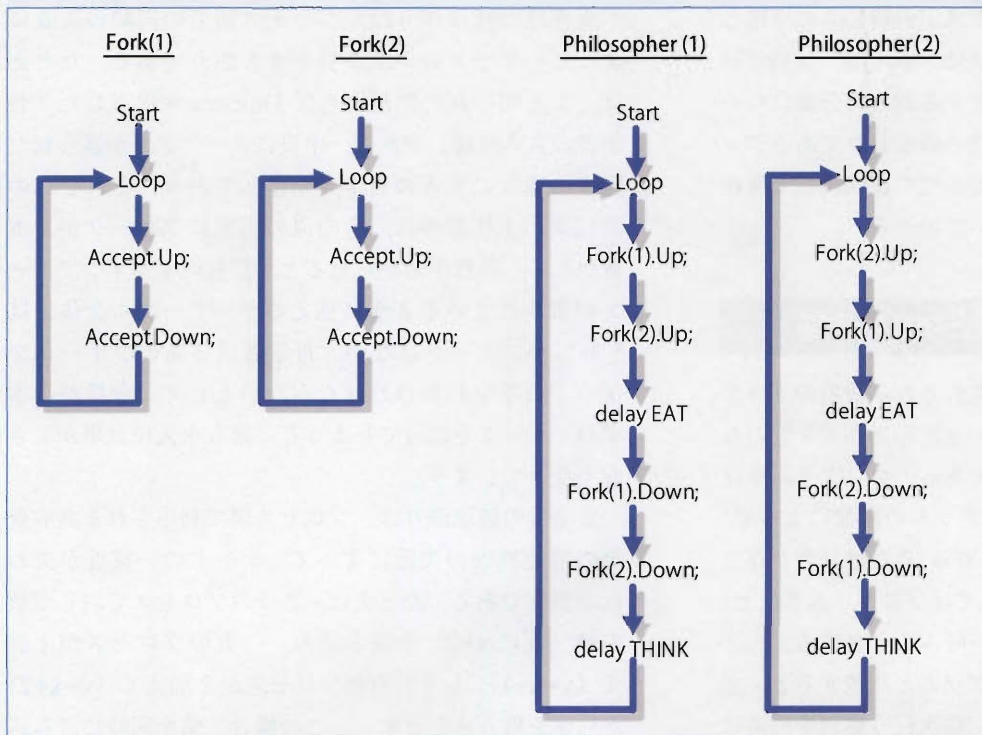 Fork(1)
Start
Loop
Accept.Up;
Accept.Down;
Fork(2)
Start
Loop
Accept.Up;
Accept.Down;
Philosopher (1)
Start
Loop
Fork(1).Up;
Fork(2).Up;
delay EAT
Fork(1).Down;
Fork(2).Down;
delay THINK
Philosopher (2)
Start
Loop
Fork(2).Up;
Fork(1).Up;
delay EAT
Fork(2).Down;
Fork(1).Down;
delay THINK